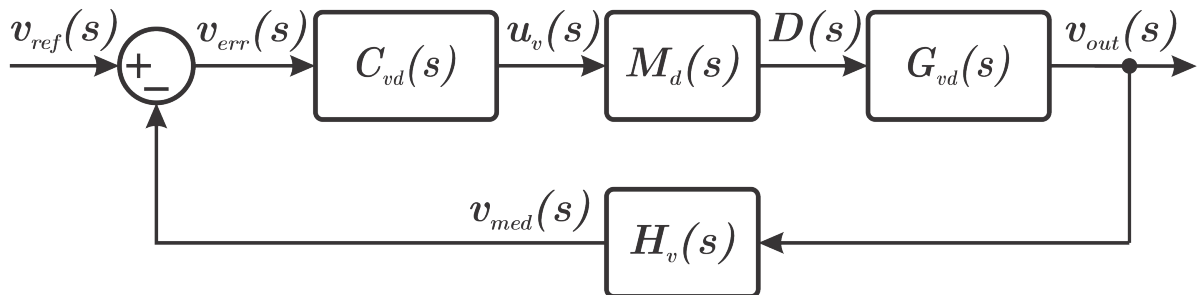 v_ref(s) + − v_err(s) C_vd(s) u_v(s) M_d(s) D(s) G_vd(s) v_out(s)
v_med(s) H_v(s)